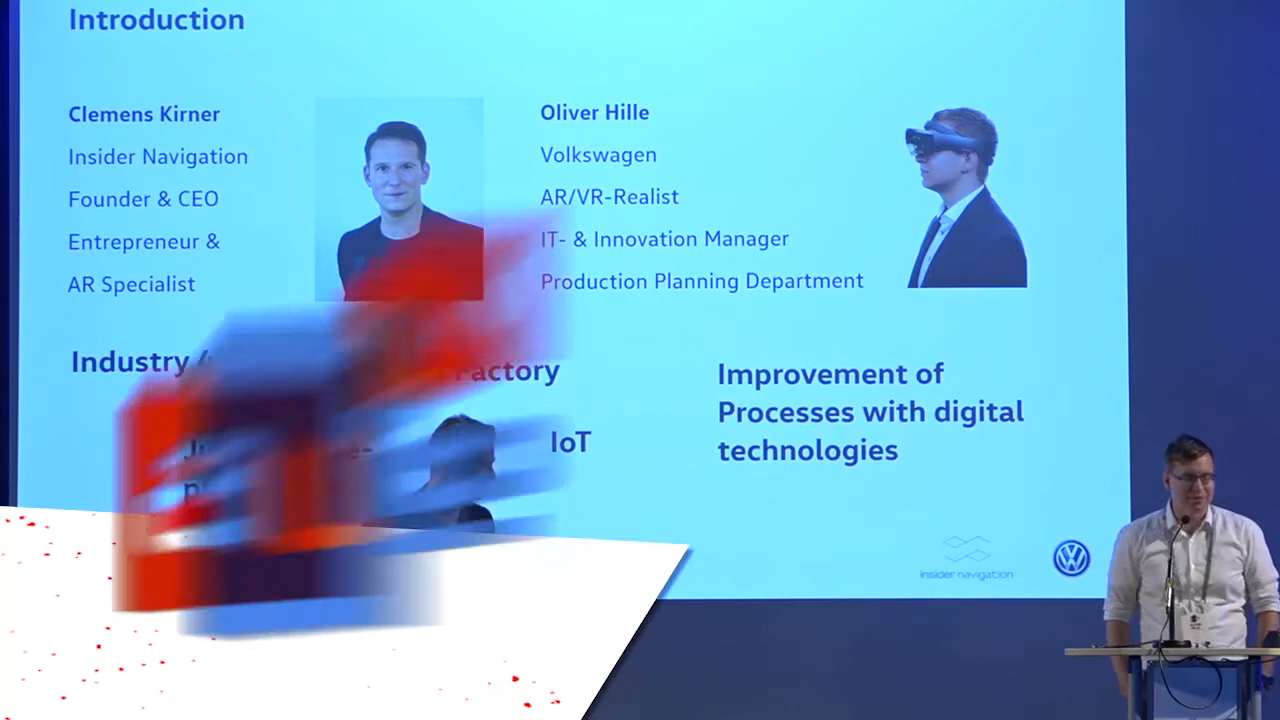 Introduction
Clemens Kirner
Insider Navigation
Founder & CEO
Entrepreneur &
AR Specialist
Oliver Hille
Volkswagen
AR/VR-Realist
IT- & Innovation Manager
Production Planning Department
Industry
Factory
IoT
Improvement of
Processes with digital
technologies
insider navigation